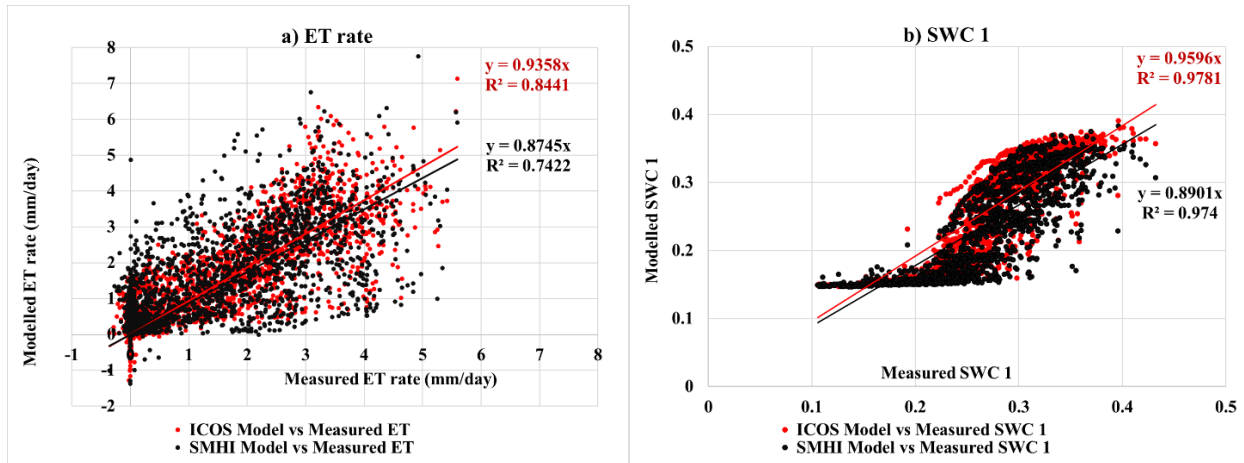 a) ET rate
8
7
6
5
4
3
2
1
0
-1
-2
-1
0
1
2
3
4
5
6
7
8
y = 0.9358x
R² = 0.8441
y = 0.8745x
R² = 0.7422
Modelled ET rate (mm/day)
Measured ET rate (mm/day)
ICOS Model vs Measured ET
SMHI Model vs Measured ET
b) SWC 1
0.5
0.4
0.3
0.2
0.1
0
0
0.1
0.2
0.3
0.4
0.5
y = 0.9596x
R² = 0.9781
y = 0.8901x
R² = 0.974
Modelled SWC 1
Measured SWC 1
ICOS Model vs Measured SWC 1
SMHI Model vs Measured SWC 1